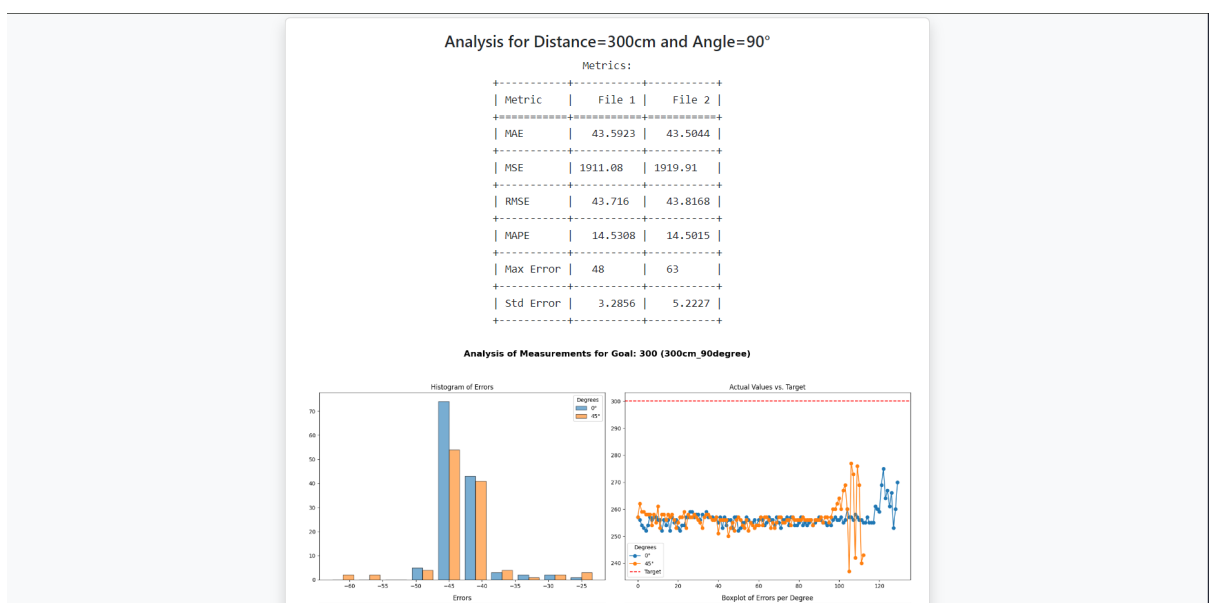 Analysis for Distance=300cm and Angle=90°
Metrics:
+----------+----------+----------+
| Metric | File 1 | File 2 |
+==========+==========+==========+
| MAE | 43.5923 | 43.5044 |
+----------+----------+----------+
| MSE | 1911.08 | 1919.91 |
+----------+----------+----------+
| RMSE | 43.716 | 43.8168 |
+----------+----------+----------+
| MAPE | 14.5308 | 14.5015 |
+----------+----------+----------+
| Max Error | 48 | 63 |
+----------+----------+----------+
| Std Error | 3.2856 | 5.2227 |
+----------+----------+----------+
Analysis of Measurements for Goal: 300 (300cm_90degree)
Histogram of Errors
Degrees
0°
45°
70
60
50
40
30
20
10
0
−60 −55 −50 −45 −40 −35 −30 −25
Errors
Actual Values vs. Target
300
290
280
270
260
250
240
Degrees
0°
45°
Target
0 20 40 60 80 100 120
Boxplot of Errors per Degree